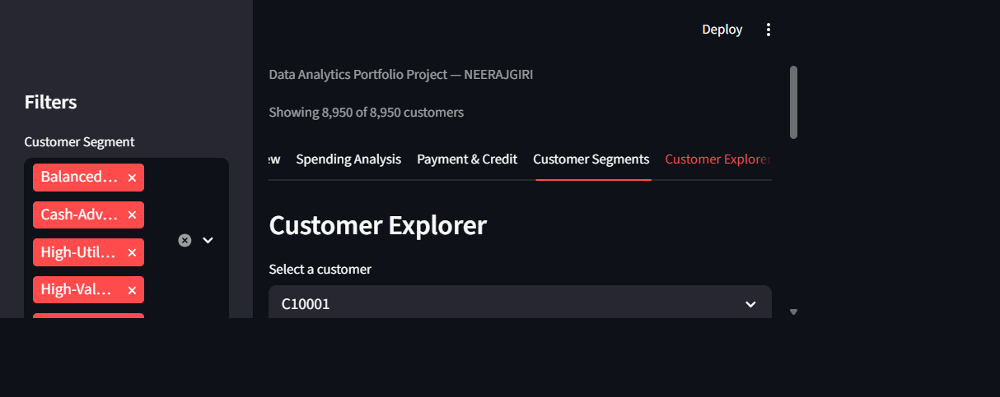 Deploy
Filters
Customer Segment
Balanced...
Cash-Adv...
High-Util...
High-Val...
Data Analytics Portfolio Project — NEERAJGIRI
Showing 8,950 of 8,950 customers
ew Spending Analysis Payment & Credit Customer Segments Customer Explorer
Customer Explorer
Select a customer
C10001